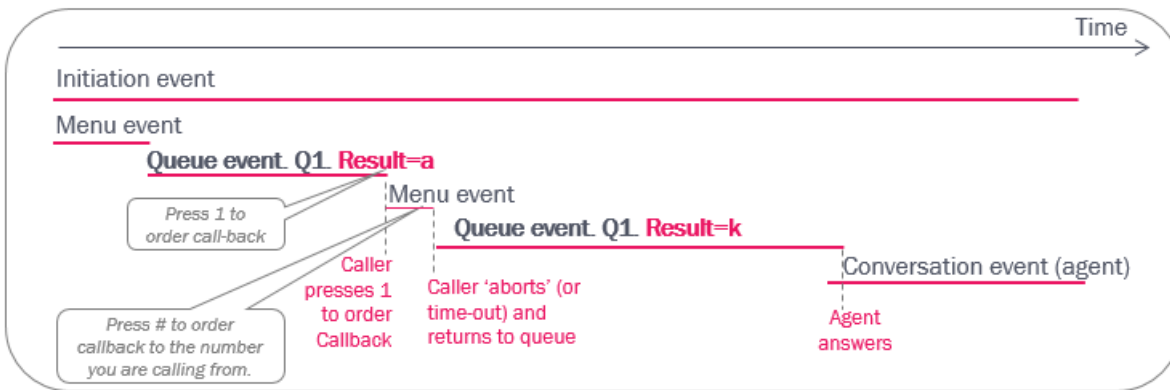 Time
Initiation event
Menu event
Queue event. Q1. Result=a
Menu event
Press 1 to
order call-back
Queue event. Q1. Result=k
Caller
presses 1
to order
Callback
Caller ‘aborts’ (or
time-out) and
returns to queue
Conversation event (agent)
Agent
answers
Press # to order
callback to the number
you are calling from.